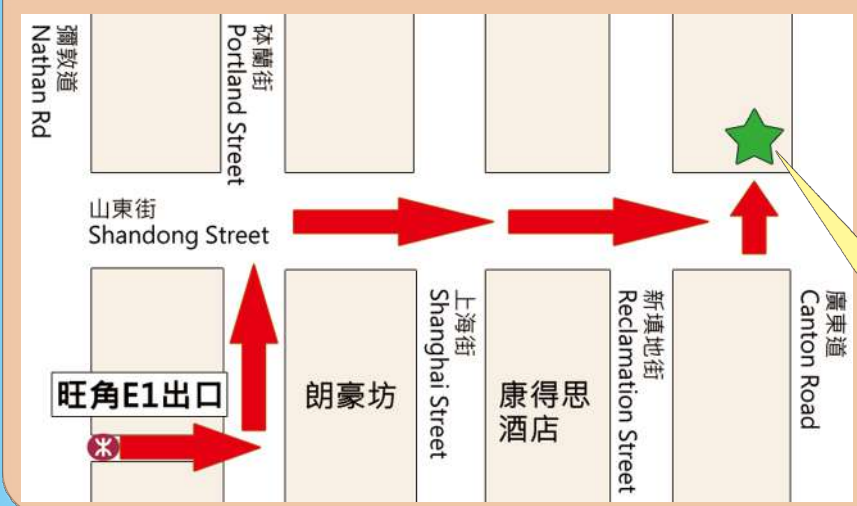 彌敦道
Nathan Rd
砵蘭街
Portland Street
山東街
Shandong Street
上海街
Shanghai Street
新填地街
Reclamation Street
廣東道
Canton Road
旺角E1出口
朗豪坊
康得思
酒店